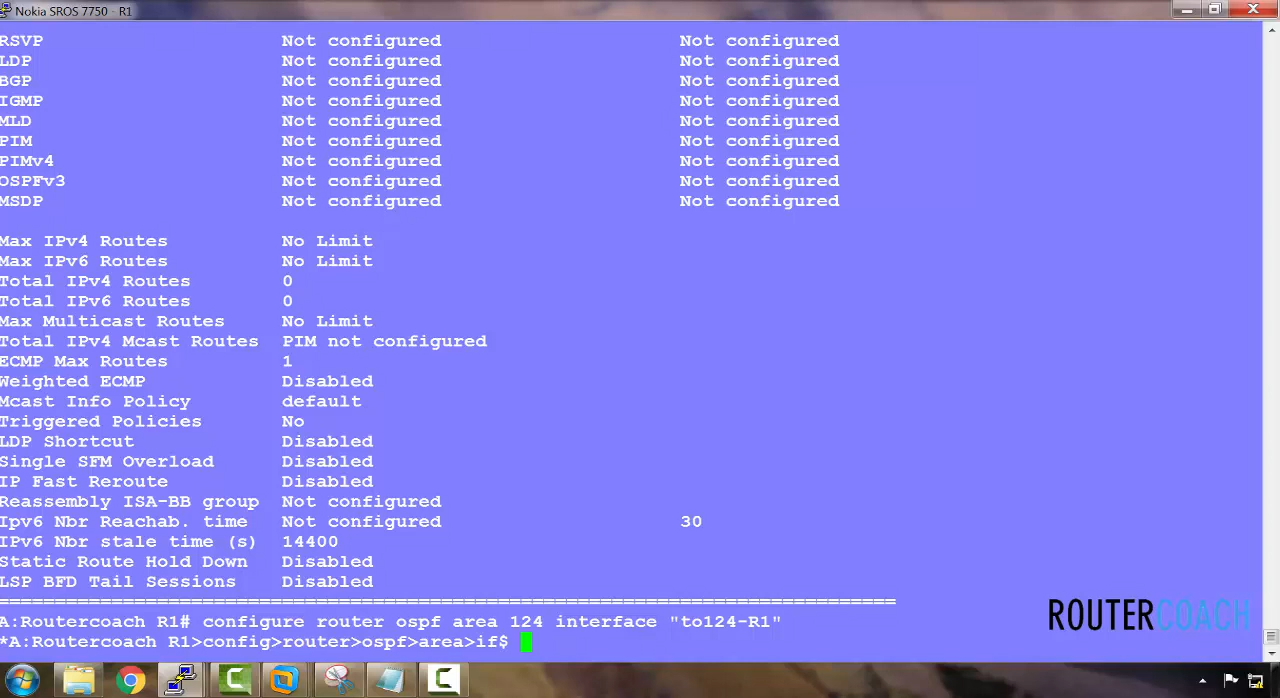 Nokia SROS 7750 - R1
RSVP Not configured Not configured
LDP Not configured Not configured
BGP Not configured Not configured
IGMP Not configured Not configured
MLD Not configured Not configured
PIM Not configured Not configured
PIMv4 Not configured Not configured
OSPFv3 Not configured Not configured
MSDP Not configured Not configured
Max IPv4 Routes No Limit
Max IPv6 Routes No Limit
Total IPv4 Routes 0
Total IPv6 Routes 0
Max Multicast Routes No Limit
Total IPv4 Mcast Routes PIM not configured
ECMP Max Routes 1
Weighted ECMP Disabled
Mcast Info Policy default
Triggered Policies No
LDP Shortcut Disabled
Single SFM Overload Disabled
IP Fast Reroute Disabled
Reassembly ISA-BB group Not configured
Ipv6 Nbr Reachab. time Not configured 30
IPv6 Nbr stale time (s) 14400
Static Route Hold Down Disabled
LSP BFD Tail Sessions Disabled
===============================================================================
A:Routercoach R1# configure router ospf area 124 interface "to124-R1"
*A:Routercoach R1>config>router>ospf>area>if$
ROUTERCOACH